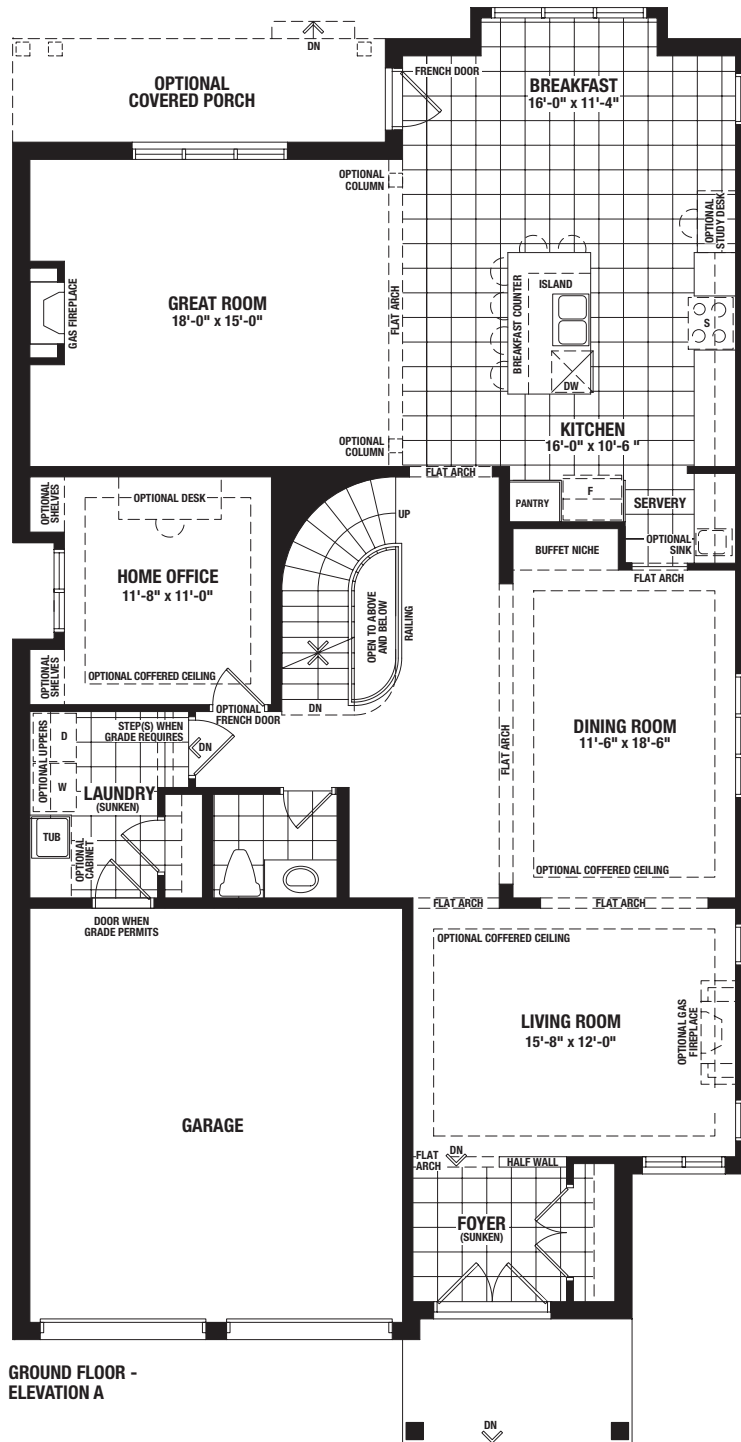 DN
OPTIONAL
COVERED PORCH
FRENCH DOOR
BREAKFAST
16'-0" x 11'-4"
OPTIONAL
COLUMN
OPTIONAL
STUDY DESK
GAS FIREPLACE
GREAT ROOM
18'-0" x 15'-0"
FLAT ARCH
BREAKFAST COUNTER
ISLAND
S
DW
OPTIONAL
COLUMN
KITCHEN
16'-0" x 10'-6 "
FLAT ARCH
OPTIONAL
SHELVES
OPTIONAL DESK
UP
PANTRY
F
SERVERY
OPTIONAL
SINK
BUFFET NICHE
FLAT ARCH
HOME OFFICE
11'-8" x 11'-0"
OPEN TO ABOVE
AND BELOW
RAILING
OPTIONAL
SHELVES
OPTIONAL COFFERED CEILING
OPTIONAL
FRENCH DOOR
DN
FLAT ARCH
DINING ROOM
11'-6" x 18'-6"
OPTIONAL UPPERS
D
W
STEP(S) WHEN
GRADE REQUIRES
DN
LAUNDRY
(SUNKEN)
TUB
OPTIONAL
CABINET
OPTIONAL COFFERED CEILING
DOOR WHEN
GRADE PERMITS
FLAT ARCH
FLAT ARCH
OPTIONAL COFFERED CEILING
LIVING ROOM
15'-8" x 12'-0"
OPTIONAL GAS
FIREPLACE
GARAGE
FLAT
ARCH
DN
HALF WALL
FOYER
(SUNKEN)
GROUND FLOOR -
ELEVATION A
DN